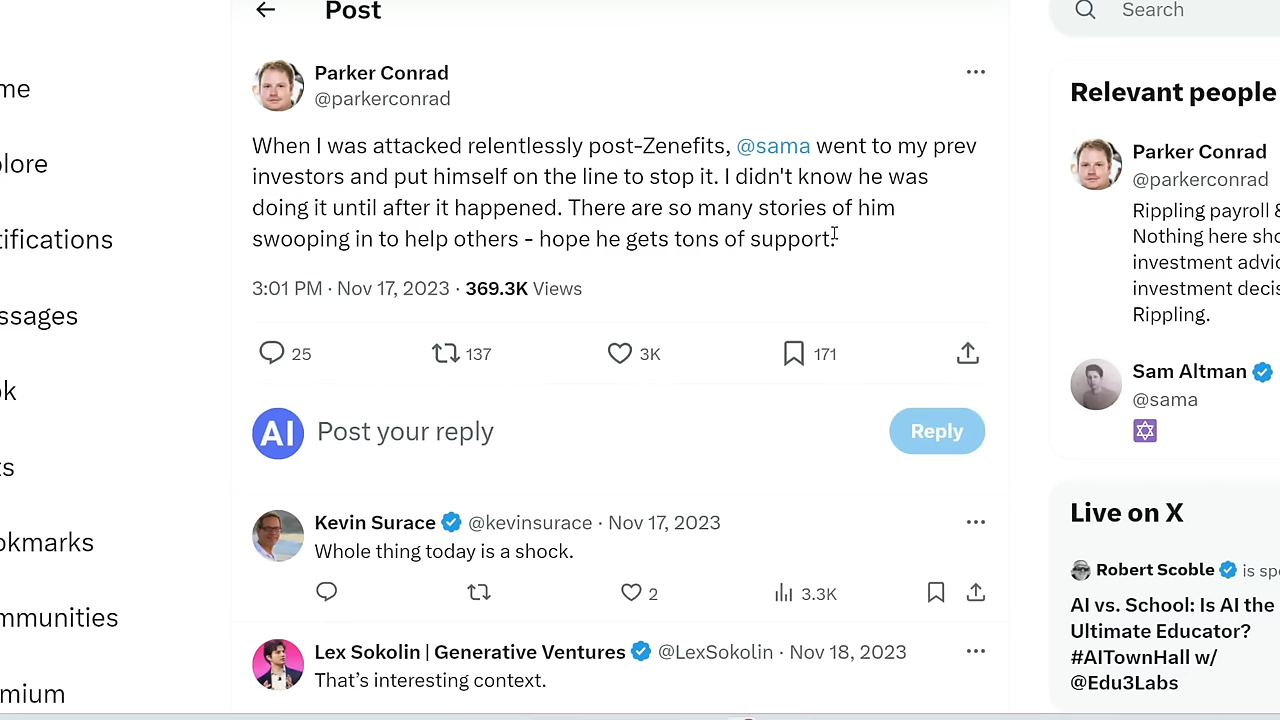 Post
Search
me
plore
tifications
ssages
k
ts
okmarks
mmunities
mium
Parker Conrad
@parkerconrad
When I was attacked relentlessly post-Zenefits, @sama went to my prev
investors and put himself on the line to stop it. I didn't know he was
doing it until after it happened. There are so many stories of him
swooping in to help others - hope he gets tons of support.
3:01 PM · Nov 17, 2023 · 369.3K Views
25 137 3K 171
AI Post your reply Reply
Kevin Surace @kevinsurace · Nov 17, 2023
Whole thing today is a shock.
2 3.3K
Lex Sokolin | Generative Ventures @LexSokolin · Nov 18, 2023
That’s interesting context.
Relevant people
Parker Conrad
@parkerconrad
Rippling payroll &
Nothing here sho
investment advic
investment decis
Rippling.
Sam Altman
@sama
Live on X
Robert Scoble is spe
AI vs. School: Is AI the
Ultimate Educator?
#AITownHall w/
@Edu3Labs